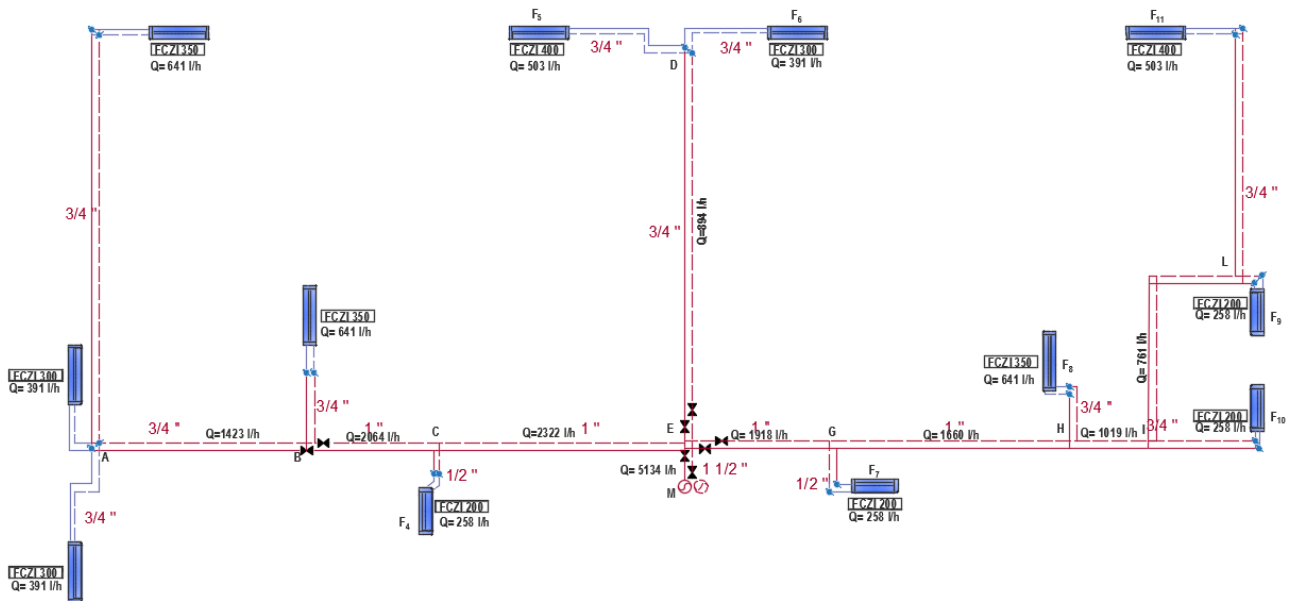 F5
F6
F11
FCZI 350
Q= 641 l/h
3/4 "
FCZI 400
Q= 503 l/h
3/4 "
D
3/4 "
FCZI 300
Q= 391 l/h
FCZI 400
Q= 503 l/h
3/4 "
3/4 "
Q=894 l/h
3/4 "
L
FCZI 200
Q= 258 l/h
F9
FCZI 350
Q= 641 l/h
FCZI 350
Q= 641 l/h
F8
Q= 761 l/h
FCZI 300
Q= 391 l/h
3/4 "
3/4 "
FCZI 200
Q= 258 l/h
F10
A
3/4 "
Q=1423 l/h
B
1 "
Q=2064 l/h
C
Q=2322 l/h
1 "
E
1 "
Q= 1918 l/h
G
1 "
Q= 1660 l/h
H
Q= 1019 l/h
I
3/4 "
Q= 5134 l/h
1 1/2 "
M
1/2 "
F4
FCZI 200
Q= 258 l/h
1/2 "
F7
FCZI 200
Q= 258 l/h
3/4 "
FCZI 300
Q= 391 l/h